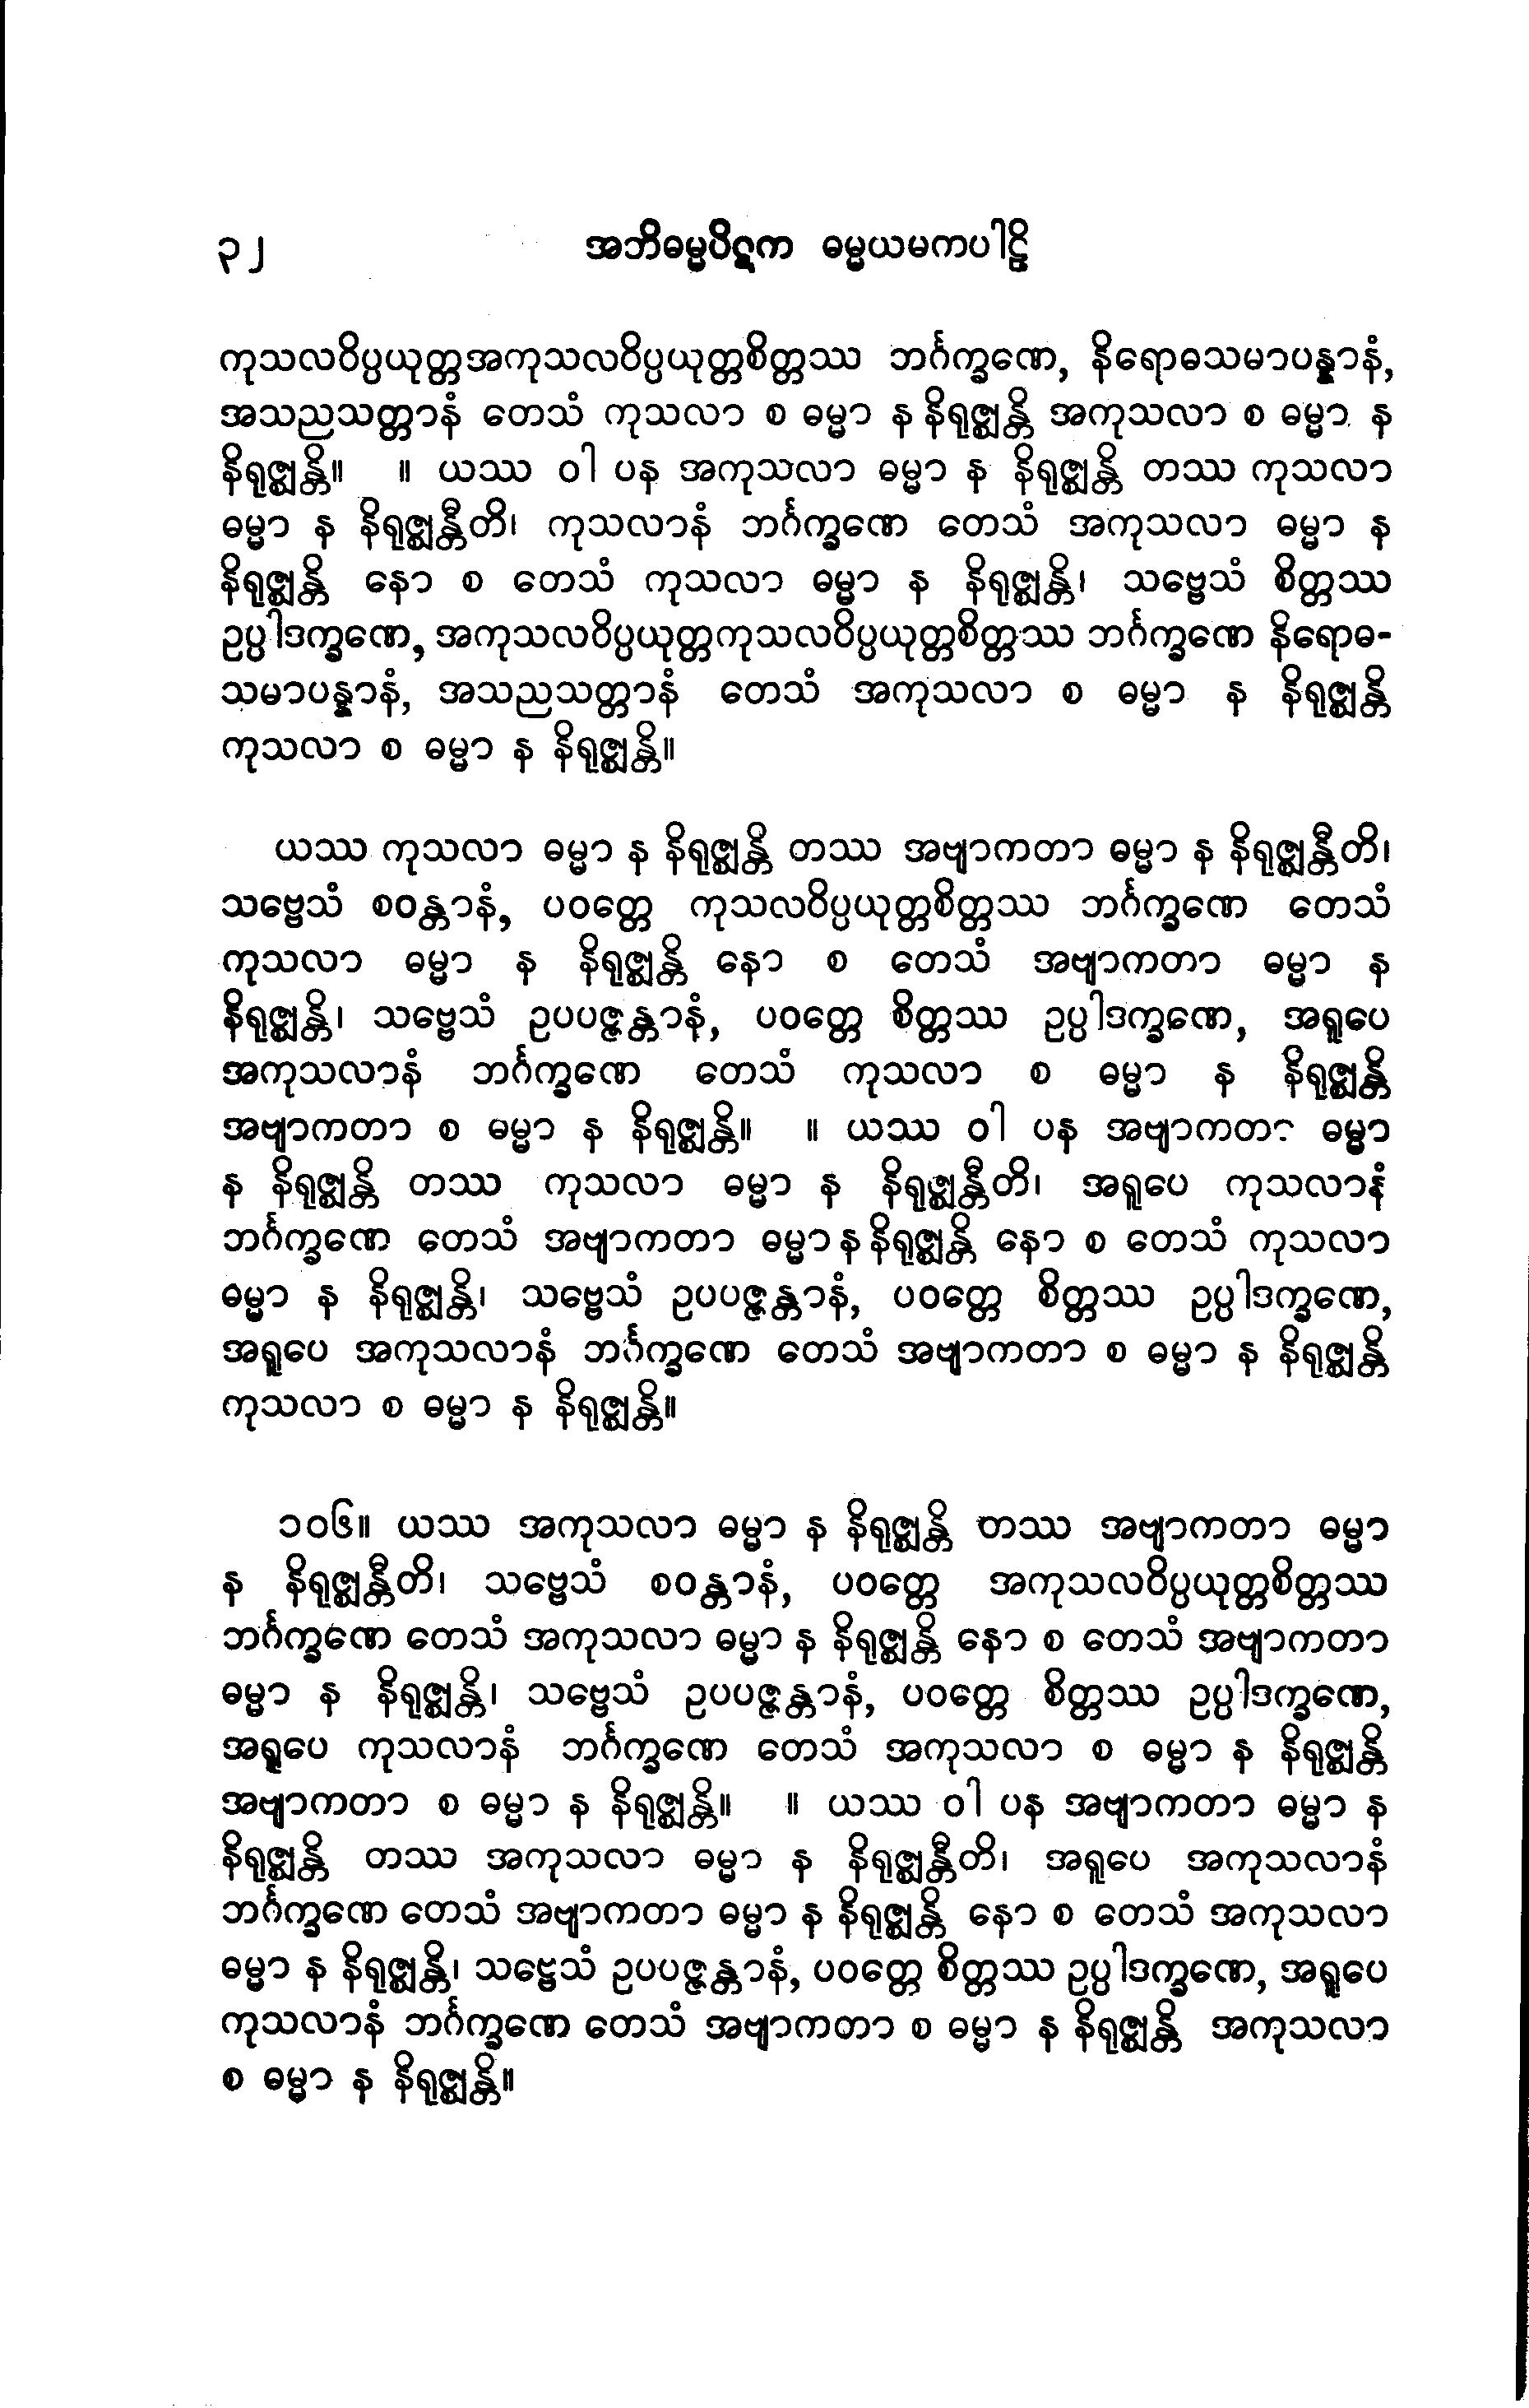 ၃၂ အဘိဓမ္မပိဋက ဓမ္မယမကပါဠိ
ကုသလဝိပ္ပယုတ္တအကုသလဝိပ္ပယုတ္တစိတ္တဿ ဘင်္ဂက္ခဏေ, နိရောဓသမာပန္နာနံ,
အသညသတ္တာနံ တေသံ ကုသလာ စ ဓမ္မာ န နိရုဇ္ဈန္တိ အကုသလာ စ ဓမ္မာ န
နိရုဇ္ဈန္တိ။ ။ ယဿ ဝါ ပန အကုသလာ ဓမ္မာ န နိရုဇ္ဈန္တိ တဿ ကုသလာ
ဓမ္မာ န နိရုဇ္ဈန္တီတိ၊ ကုသလာနံ ဘင်္ဂက္ခဏေ တေသံ အကုသလာ ဓမ္မာ န
နိရုဇ္ဈန္တိ နော စ တေသံ ကုသလာ ဓမ္မာ န နိရုဇ္ဈန္တိ၊ သဗ္ဗေသံ စိတ္တဿ
ဥပ္ပါဒက္ခဏေ, အကုသလဝိပ္ပယုတ္တကုသလဝိပ္ပယုတ္တစိတ္တဿ ဘင်္ဂက္ခဏေ နိရောဓ-
သမာပန္နာနံ, အသညသတ္တာနံ တေသံ အကုသလာ စ ဓမ္မာ န နိရုဇ္ဈန္တိ
ကုသလာ စ ဓမ္မာ န နိရုဇ္ဈန္တိ။
ယဿ ကုသလာ ဓမ္မာ န နိရုဇ္ဈန္တိ တဿ အဗျာကတာ ဓမ္မာ န နိရုဇ္ဈန္တီတိ၊
သဗ္ဗေသံ စဝန္တာနံ, ပဝတ္တေ ကုသလဝိပ္ပယုတ္တစိတ္တဿ ဘင်္ဂက္ခဏေ တေသံ
ကုသလာ ဓမ္မာ န နိရုဇ္ဈန္တိ နော စ တေသံ အဗျာကတာ ဓမ္မာ န
နိရုဇ္ဈန္တိ၊ သဗ္ဗေသံ ဥပပဇ္ဇန္တာနံ, ပဝတ္တေ စိတ္တဿ ဥပ္ပါဒက္ခဏေ, အရူပေ
အကုသလာနံ ဘင်္ဂက္ခဏေ တေသံ ကုသလာ စ ဓမ္မာ န နိရုဇ္ဈန္တိ
အဗျာကတာ စ ဓမ္မာ န နိရုဇ္ဈန္တိ။ ။ ယဿ ဝါ ပန အဗျာကတာ ဓမ္မာ
န နိရုဇ္ဈန္တိ တဿ ကုသလာ ဓမ္မာ န နိရုဇ္ဈန္တီတိ၊ အရူပေ ကုသလာနံ
ဘင်္ဂက္ခဏေ တေသံ အဗျာကတာ ဓမ္မာ န နိရုဇ္ဈန္တိ နော စ တေသံ ကုသလာ
ဓမ္မာ န နိရုဇ္ဈန္တိ၊ သဗ္ဗေသံ ဥပပဇ္ဇန္တာနံ, ပဝတ္တေ စိတ္တဿ ဥပ္ပါဒက္ခဏေ,
အရူပေ အကုသလာနံ ဘင်္ဂက္ခဏေ တေသံ အဗျာကတာ စ ဓမ္မာ န နိရုဇ္ဈန္တိ
ကုသလာ စ ဓမ္မာ န နိရုဇ္ဈန္တိ။
၁၀၆။ ယဿ အကုသလာ ဓမ္မာ န နိရုဇ္ဈန္တိ တဿ အဗျာကတာ ဓမ္မာ
န နိရုဇ္ဈန္တီတိ၊ သဗ္ဗေသံ စဝန္တာနံ, ပဝတ္တေ အကုသလဝိပ္ပယုတ္တစိတ္တဿ
ဘင်္ဂက္ခဏေ တေသံ အကုသလာ ဓမ္မာ န နိရုဇ္ဈန္တိ နော စ တေသံ အဗျာကတာ
ဓမ္မာ န နိရုဇ္ဈန္တိ၊ သဗ္ဗေသံ ဥပပဇ္ဇန္တာနံ, ပဝတ္တေ စိတ္တဿ ဥပ္ပါဒက္ခဏေ,
အရူပေ ကုသလာနံ ဘင်္ဂက္ခဏေ တေသံ အကုသလာ စ ဓမ္မာ န နိရုဇ္ဈန္တိ
အဗျာကတာ စ ဓမ္မာ န နိရုဇ္ဈန္တိ။ ။ ယဿ ဝါ ပန အဗျာကတာ ဓမ္မာ န
နိရုဇ္ဈန္တိ တဿ အကုသလာ ဓမ္မာ န နိရုဇ္ဈန္တီတိ၊ အရူပေ အကုသလာနံ
ဘင်္ဂက္ခဏေ တေသံ အဗျာကတာ ဓမ္မာ န နိရုဇ္ဈန္တိ နော စ တေသံ အကုသလာ
ဓမ္မာ န နိရုဇ္ဈန္တိ၊ သဗ္ဗေသံ ဥပပဇ္ဇန္တာနံ, ပဝတ္တေ စိတ္တဿ ဥပ္ပါဒက္ခဏေ, အရူပေ
ကုသလာနံ ဘင်္ဂက္ခဏေ တေသံ အဗျာကတာ စ ဓမ္မာ န နိရုဇ္ဈန္တိ အကုသလာ
စ ဓမ္မာ န နိရုဇ္ဈန္တိ။